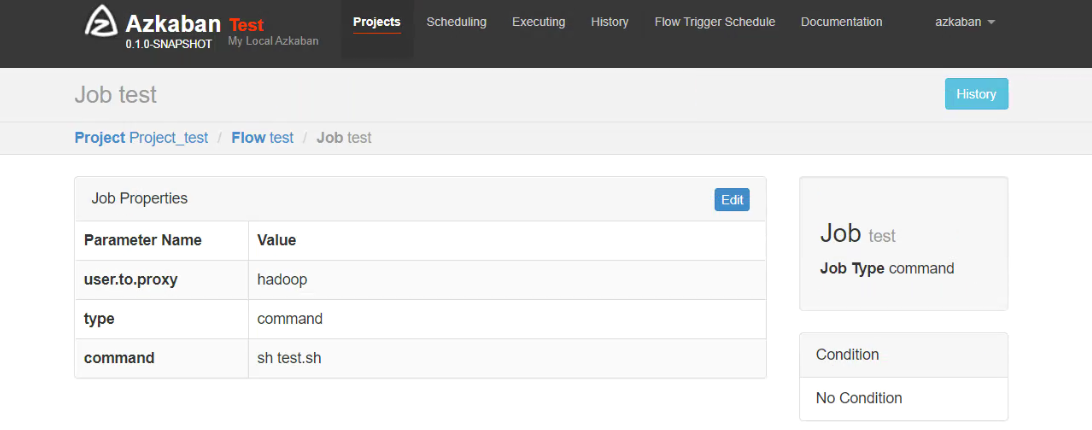 Azkaban Test
0.1.0-SNAPSHOT My Local Azkaban
Projects Scheduling Executing History Flow Trigger Schedule Documentation azkaban
Job test
History
Project Project_test / Flow test / Job test
Job Properties
Edit
Parameter Name Value
user.to.proxy hadoop
type command
command sh test.sh
Job test
Job Type command
Condition
No Condition